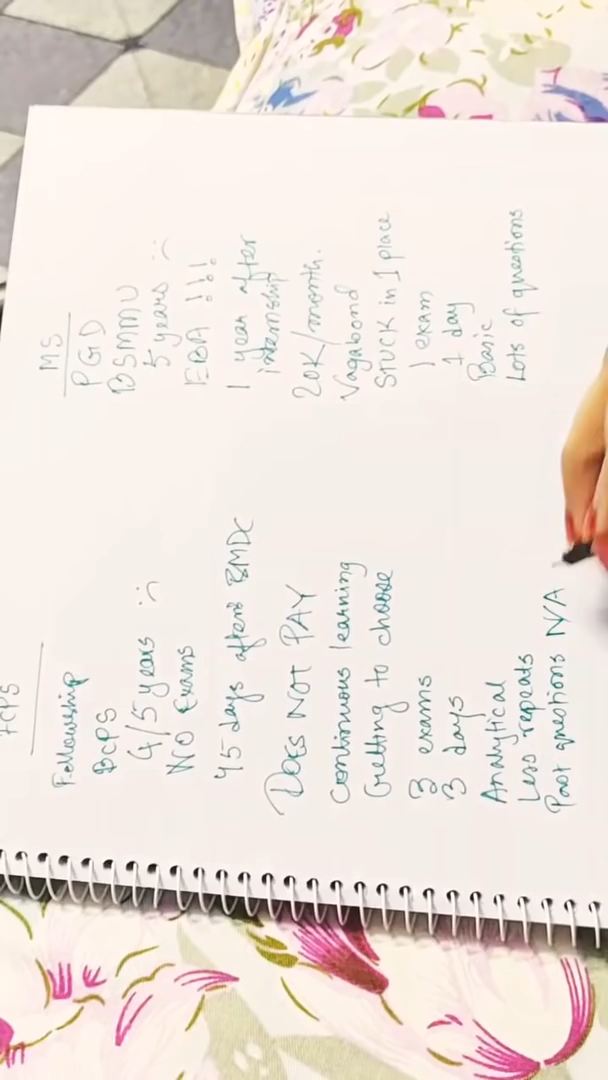 FCPS
Fellowship
BCPS
4/5 years :)
NO Exams
45 days after BMDC
DOES NOT PAY
Continuous learning
Getting to choose
3 exams
3 days
Analytical
Less repeats
Past questions N/A
MS
PGD
BSMMU
5 years :(
EBA !!!
1 year after
internship
20K/month.
Vagabond
STUCK in 1 place
1 exam
1 day
Basic
Lots of questions